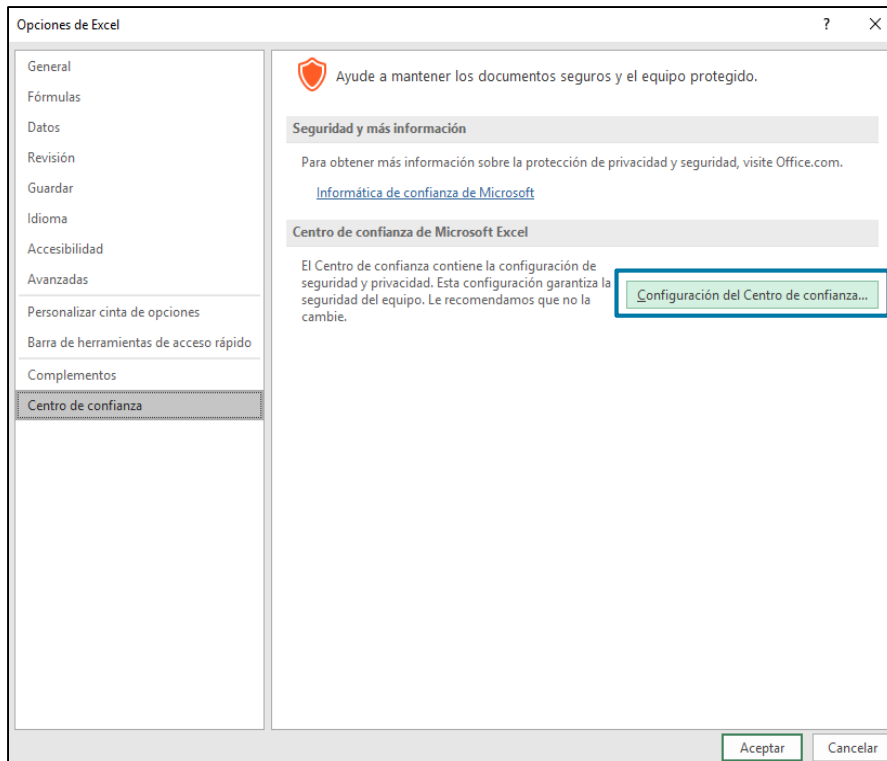 Opciones de Excel
?
General
Fórmulas
Datos
Revisión
Guardar
Idioma
Accesibilidad
Avanzadas
Personalizar cinta de opciones
Barra de herramientas de acceso rápido
Complementos
Centro de confianza
Ayude a mantener los documentos seguros y el equipo protegido.
Seguridad y más información
Para obtener más información sobre la protección de privacidad y seguridad, visite Office.com.
Informática de confianza de Microsoft
Centro de confianza de Microsoft Excel
El Centro de confianza contiene la configuración de
seguridad y privacidad. Esta configuración garantiza la
seguridad del equipo. Le recomendamos que no la
cambie.
Configuración del Centro de confianza...
Aceptar
Cancelar